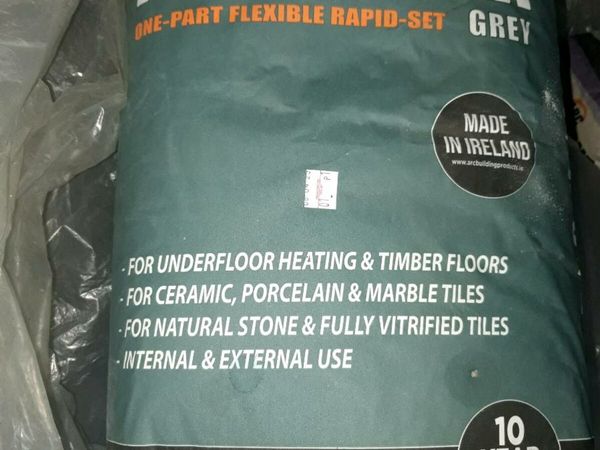 ONE-PART FLEXIBLE RAPID-SET
GREY
MADE
IN IRELAND
www.arcbuildingproducts.ie
- FOR UNDERFLOOR HEATING & TIMBER FLOORS
- FOR CERAMIC, PORCELAIN & MARBLE TILES
- FOR NATURAL STONE & FULLY VITRIFIED TILES
- INTERNAL & EXTERNAL USE
10
YEAR